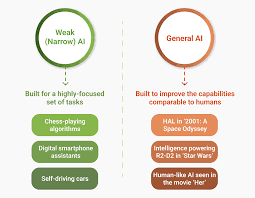 Weak
(Narrow) AI
Built for a highly-focused
set of tasks
Chess-playing
algorithms
Digital smartphone
assistants
Self-driving cars
General AI
Built to improve the capabilities
comparable to humans
HAL in '2001: A
Space Odyssey
Intelligence powering
R2-D2 in 'Star Wars'
Human-like AI seen in
the movie 'Her'